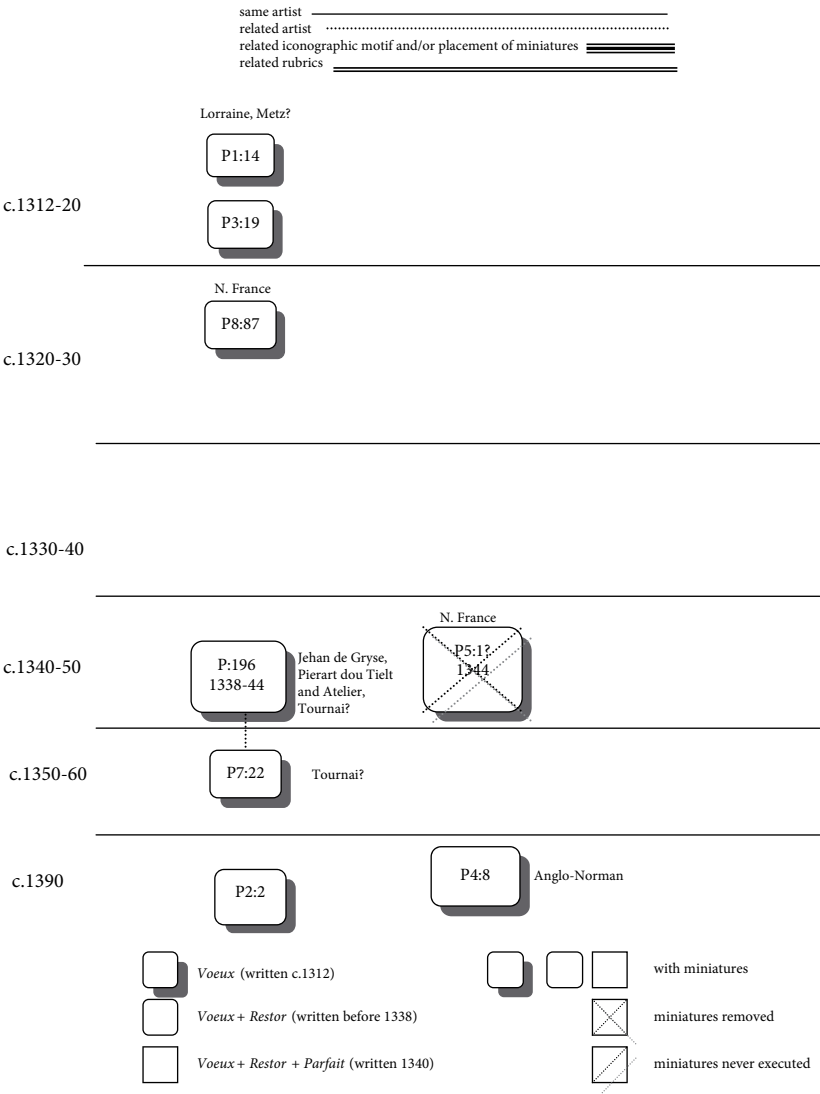 same artist
related artist
related iconographic motif and/or placement of miniatures
related rubrics
Lorraine, Metz?
P1:14
c.1312-20
P3:19
N. France
P8:87
c.1320-30
c.1330-40
N. France
c.1340-50
P:196
1338-44
Jehan de Gryse,
Pierart dou Tielt
and Atelier,
Tournai?
P5:1?
1344
c.1350-60
P7:22
Tournai?
c.1390
P2:2
P4:8
Anglo-Norman
Voeux (written c.1312)
with miniatures
Voeux + Restor (written before 1338)
miniatures removed
Voeux + Restor + Parfait (written 1340)
miniatures never executed